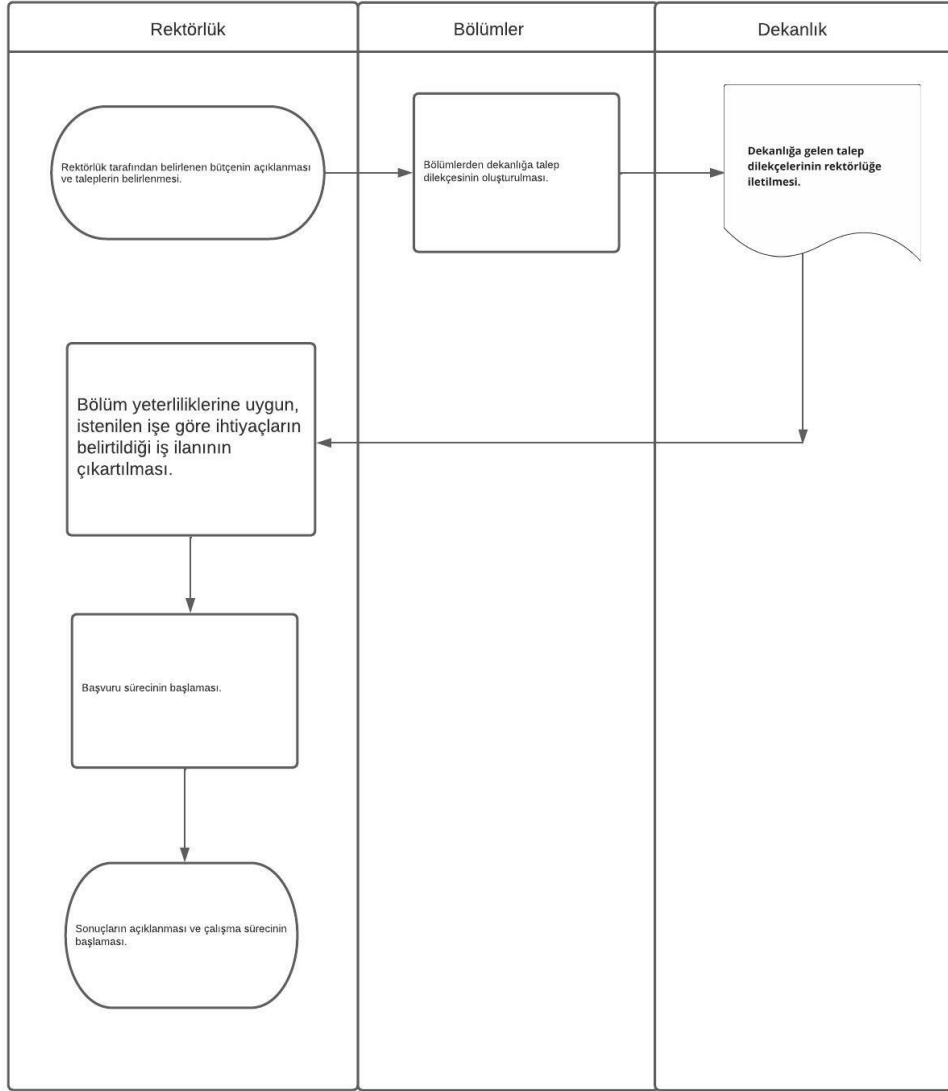 Rektörlük
Bölümler
Dekanlık
Rektörlük tarafından belirlenen bütçenin açıklanması
ve taleplerin belirlenmesi.
Bölümlerden dekanlığa talep
dilekçesinin oluşturulması.
Dekanlığa gelen talep
dilekçelerinin rektörlüğe
iletilmesi.
Bölüm yeterliliklerine uygun,
istenilen işe göre ihtiyaçların
belirtildiği iş ilanının
çıkartılması.
Başvuru sürecinin başlaması.
Sonuçların açıklanması ve çalışma sürecinin
başlaması.